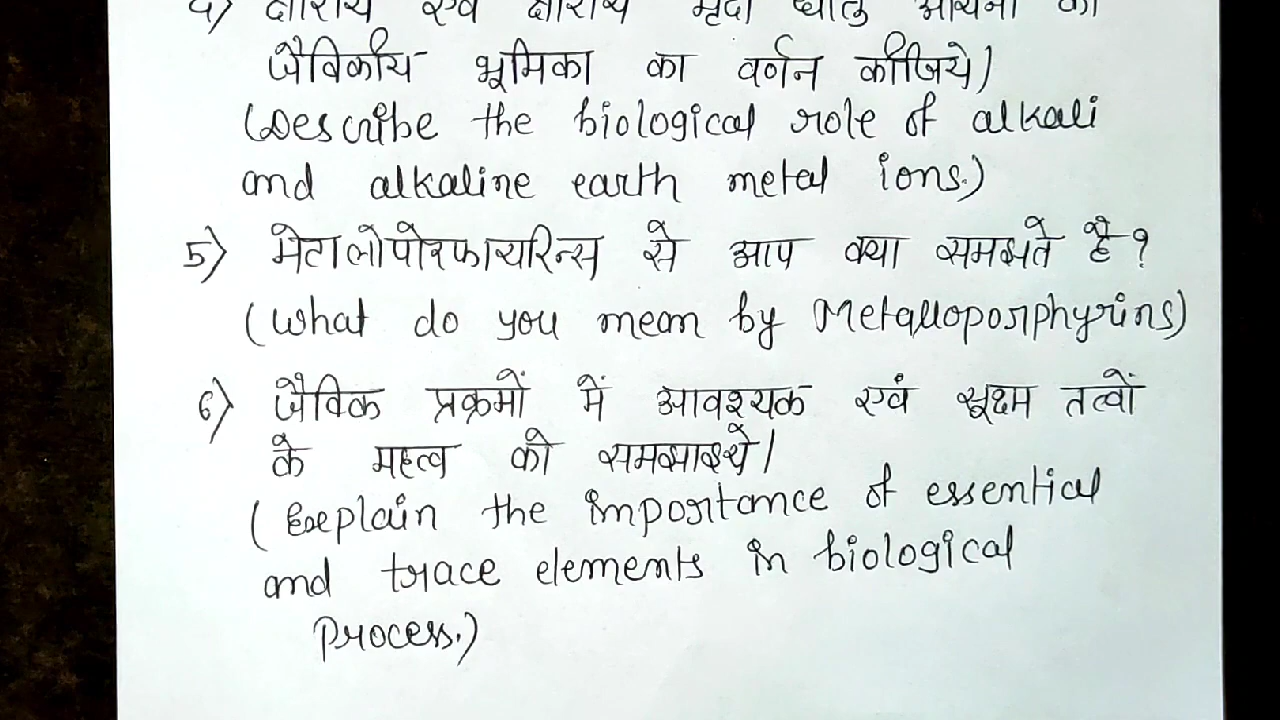 4) क्षारीय एवं क्षारीय मृदा धातु आयनों की
जैविकीय भूमिका का वर्णन कीजिये।
(Describe the biological role of alkali
and alkaline earth metal ions.)
5) मेटालोपोरफायरिन्स से आप क्या समझते है?
(What do you mean by Metalloporphyrins)
6) जैविक प्रक्रमों में आवश्यक एवं सूक्ष्म तत्वों
के महत्व को समझाइये।
(Explain the importance of essential
and trace elements in biological
process.)